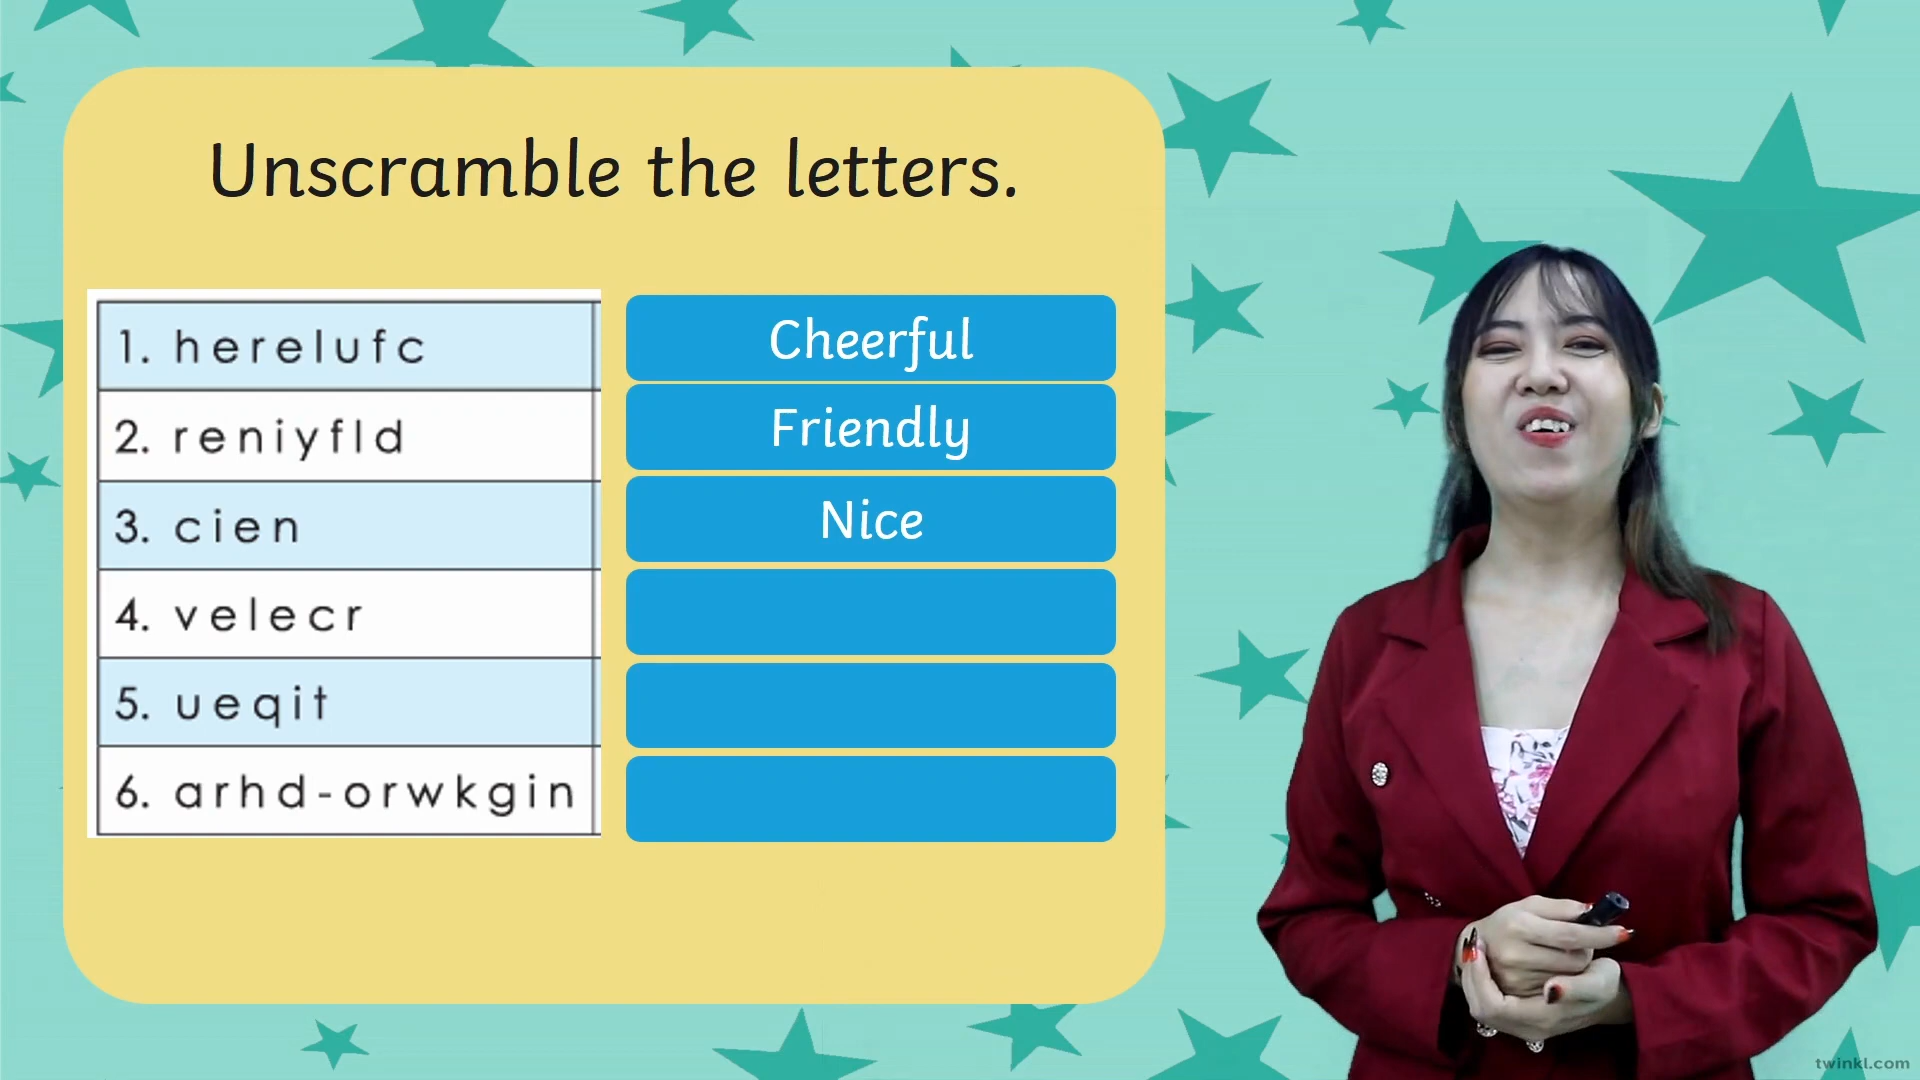 Unscramble the letters.
1. herelufc
Cheerful
2. reniyfld
Friendly
3. cien
Nice
4. velecr
5. ueqit
6. arhd-orwkgin
twinkl.com